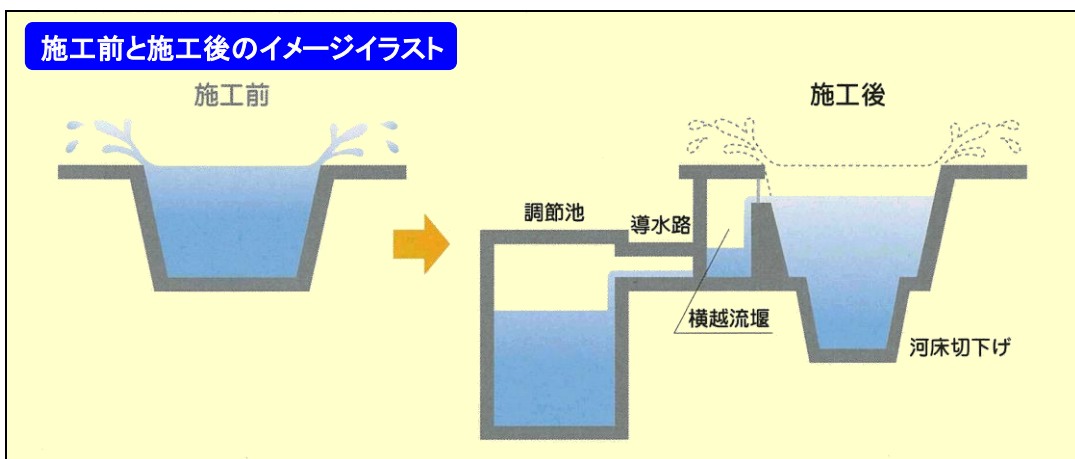 施工前と施工後のイメージイラスト
施工前
施工後
調節池
導水路
横越流堰
河床切下げ